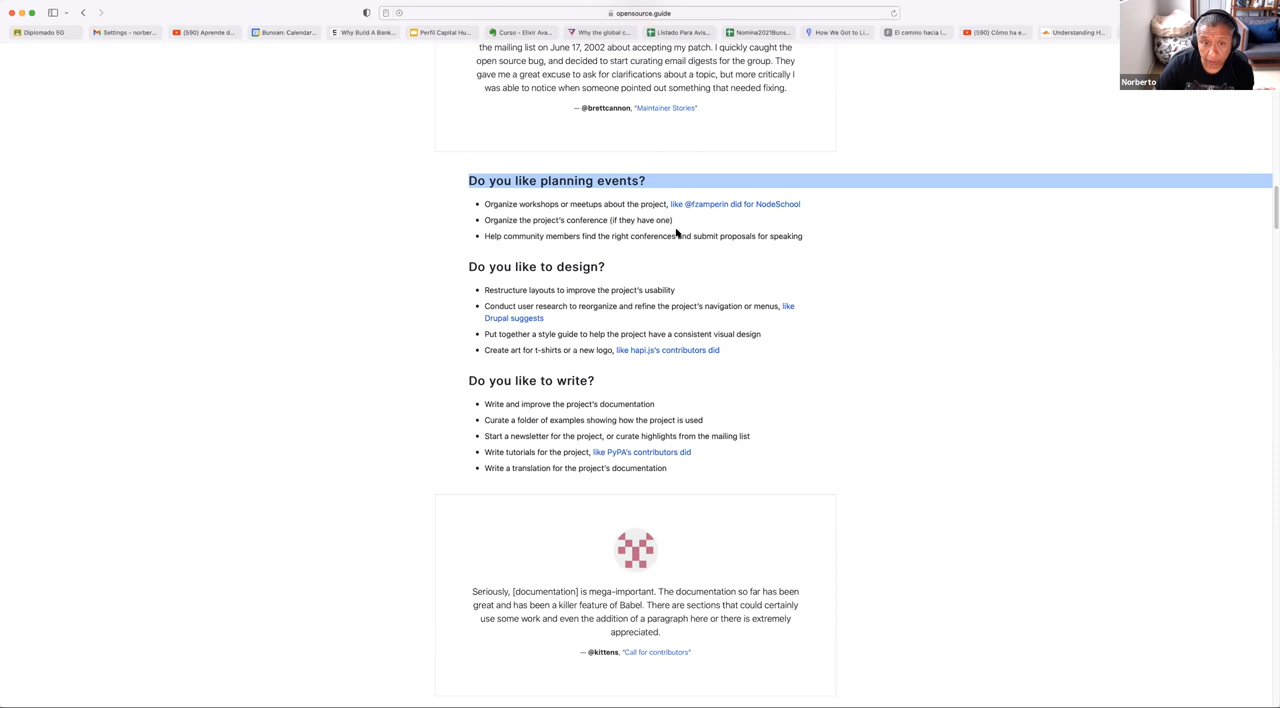 opensource.guide
Diplomado 5G
Settings - norber...
(590) Aprende d...
Bunsan: Calendar...
Why Build A Bank...
Perfil Capital Hu...
Curso - Elixir Ava...
Why the global c...
Listado Para Avis...
Nomina2021Buns...
How We Got to Li...
El camino hacia l...
(590) Cómo ha e...
Understanding H...
Norberto
the mailing list on June 17, 2002 about accepting my patch. I quickly caught the
open source bug, and decided to start curating email digests for the group. They
gave me a great excuse to ask for clarifications about a topic, but more critically I
was able to notice when someone pointed out something that needed fixing.
— @brettcannon, "Maintainer Stories"
Do you like planning events?
• Organize workshops or meetups about the project, like @fzamperin did for NodeSchool
• Organize the project's conference (if they have one)
• Help community members find the right conferences and submit proposals for speaking
Do you like to design?
• Restructure layouts to improve the project's usability
• Conduct user research to reorganize and refine the project's navigation or menus, like
Drupal suggests
• Put together a style guide to help the project have a consistent visual design
• Create art for t-shirts or a new logo, like hapi.js's contributors did
Do you like to write?
• Write and improve the project's documentation
• Curate a folder of examples showing how the project is used
• Start a newsletter for the project, or curate highlights from the mailing list
• Write tutorials for the project, like PyPA's contributors did
• Write a translation for the project's documentation
Seriously, [documentation] is mega-important. The documentation so far has been
great and has been a killer feature of Babel. There are sections that could certainly
use some work and even the addition of a paragraph here or there is extremely
appreciated.
— @kittens, "Call for contributors"